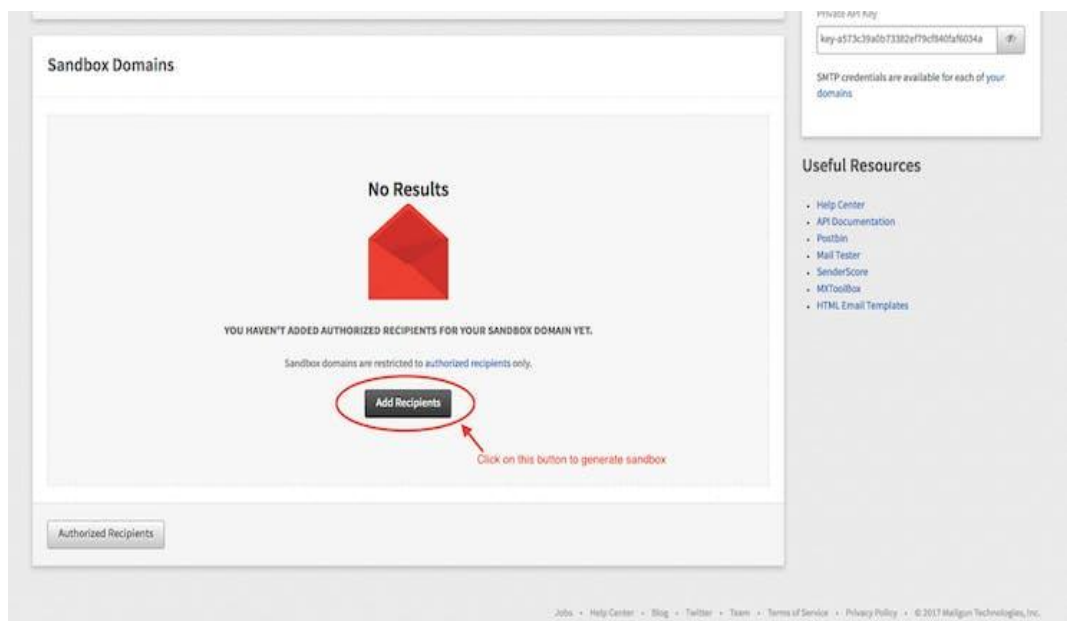 Private API Key
SMTP credentials are available for each of your
domains
Sandbox Domains
No Results
YOU HAVEN'T ADDED AUTHORIZED RECIPIENTS FOR YOUR SANDBOX DOMAIN YET.
Sandbox domains are restricted to authorized recipients only.
Add Recipients
Click on this button to generate sandbox
Authorized Recipients
Useful Resources
Help Center
API Documentation
Postbin
Mail Tester
SenderScore
MXToolBox
HTML Email Templates
Jobs • Help Center • Blog • Twitter • Team • Terms of Service • Privacy Policy • © 2017 Mailgun Technologies, Inc.